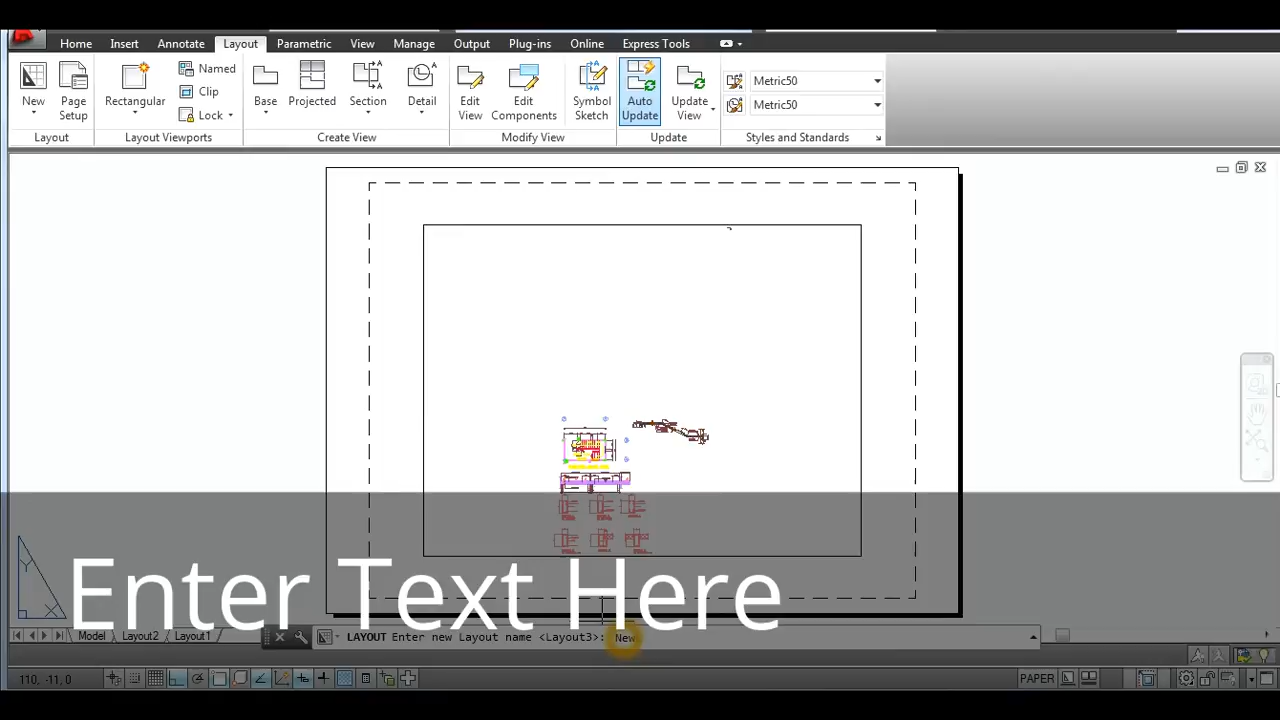 Home Insert Annotate Layout Parametric View Manage Output Plug-ins Online Express Tools
Named
Clip
Lock
New
Page
Setup
Rectangular
Base
Projected
Section
Detail
Edit
View
Edit
Components
Symbol
Sketch
Auto
Update
Update
View
Metric50
Metric50
Layout
Layout Viewports
Create View
Modify View
Update
Styles and Standards
Y
X
Enter Text Here
Model Layout2 Layout1
LAYOUT Enter new Layout name <Layout3>: New
110, -11, 0
PAPER